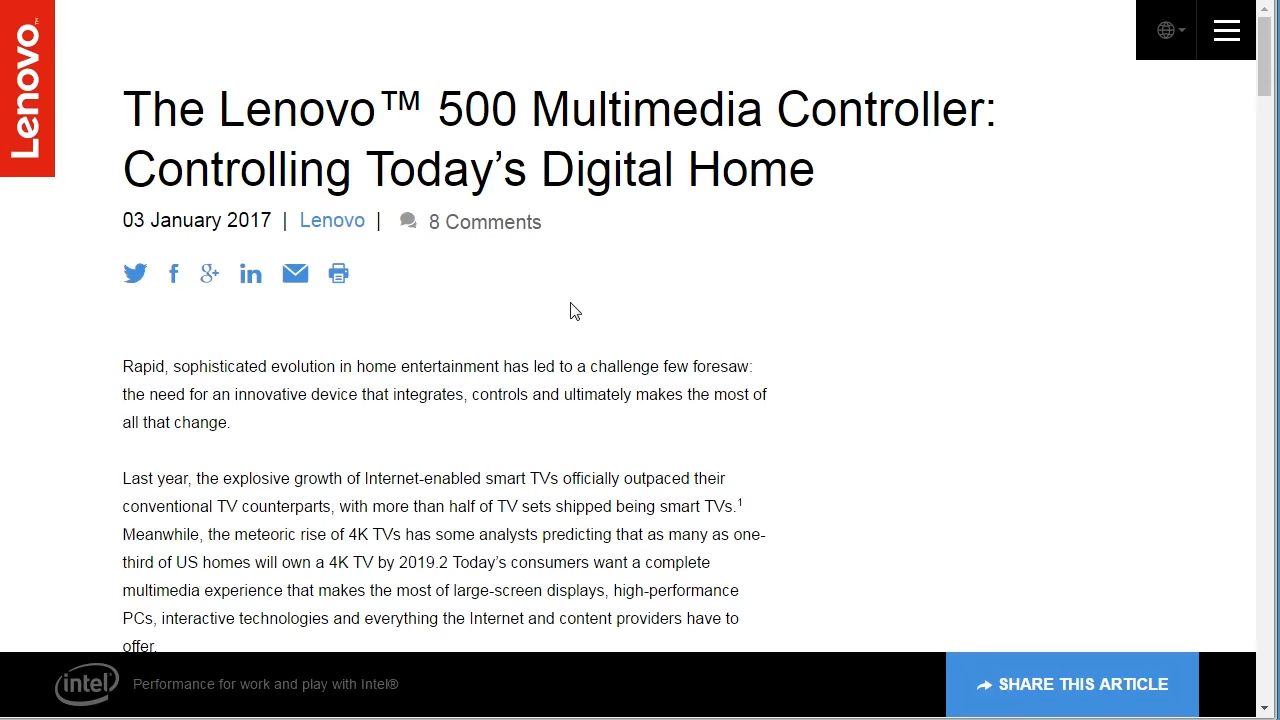 Lenovo™
The Lenovo™ 500 Multimedia Controller:
Controlling Today’s Digital Home
03 January 2017 | Lenovo | 8 Comments
Rapid, sophisticated evolution in home entertainment has led to a challenge few foresaw:
the need for an innovative device that integrates, controls and ultimately makes the most of
all that change.
Last year, the explosive growth of Internet-enabled smart TVs officially outpaced their
conventional TV counterparts, with more than half of TV sets shipped being smart TVs.¹
Meanwhile, the meteoric rise of 4K TVs has some analysts predicting that as many as one-
third of US homes will own a 4K TV by 2019.2 Today’s consumers want a complete
multimedia experience that makes the most of large-screen displays, high-performance
PCs, interactive technologies and everything the Internet and content providers have to
offer.
intel Performance for work and play with Intel®
SHARE THIS ARTICLE